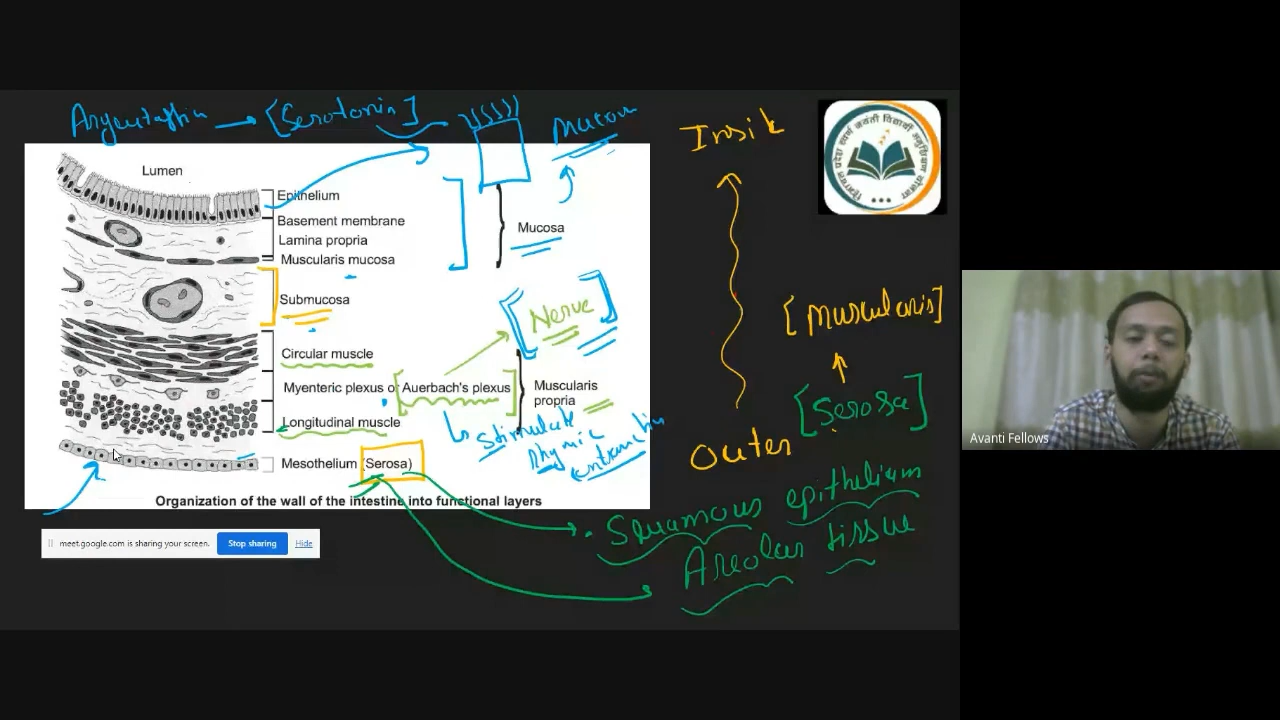 Argentaffin → [Serotonin]
Mucous
Inside
Lumen
Epithelium
Basement membrane
Lamina propria
Muscularis mucosa
Mucosa
Submucosa
[Nerve]
[Muscularis]
Circular muscle
Myenteric plexus or Auerbach's plexus
Muscularis
propria
Longitudinal muscle
Stimulate
[Serosa]
Outer
Mesothelium (Serosa)
Organization of the wall of the intestine into functional layers
Squamous epithelium
Areolar tissue
meet.google.com is sharing your screen.
Stop sharing
Hide
Avanti Fellows